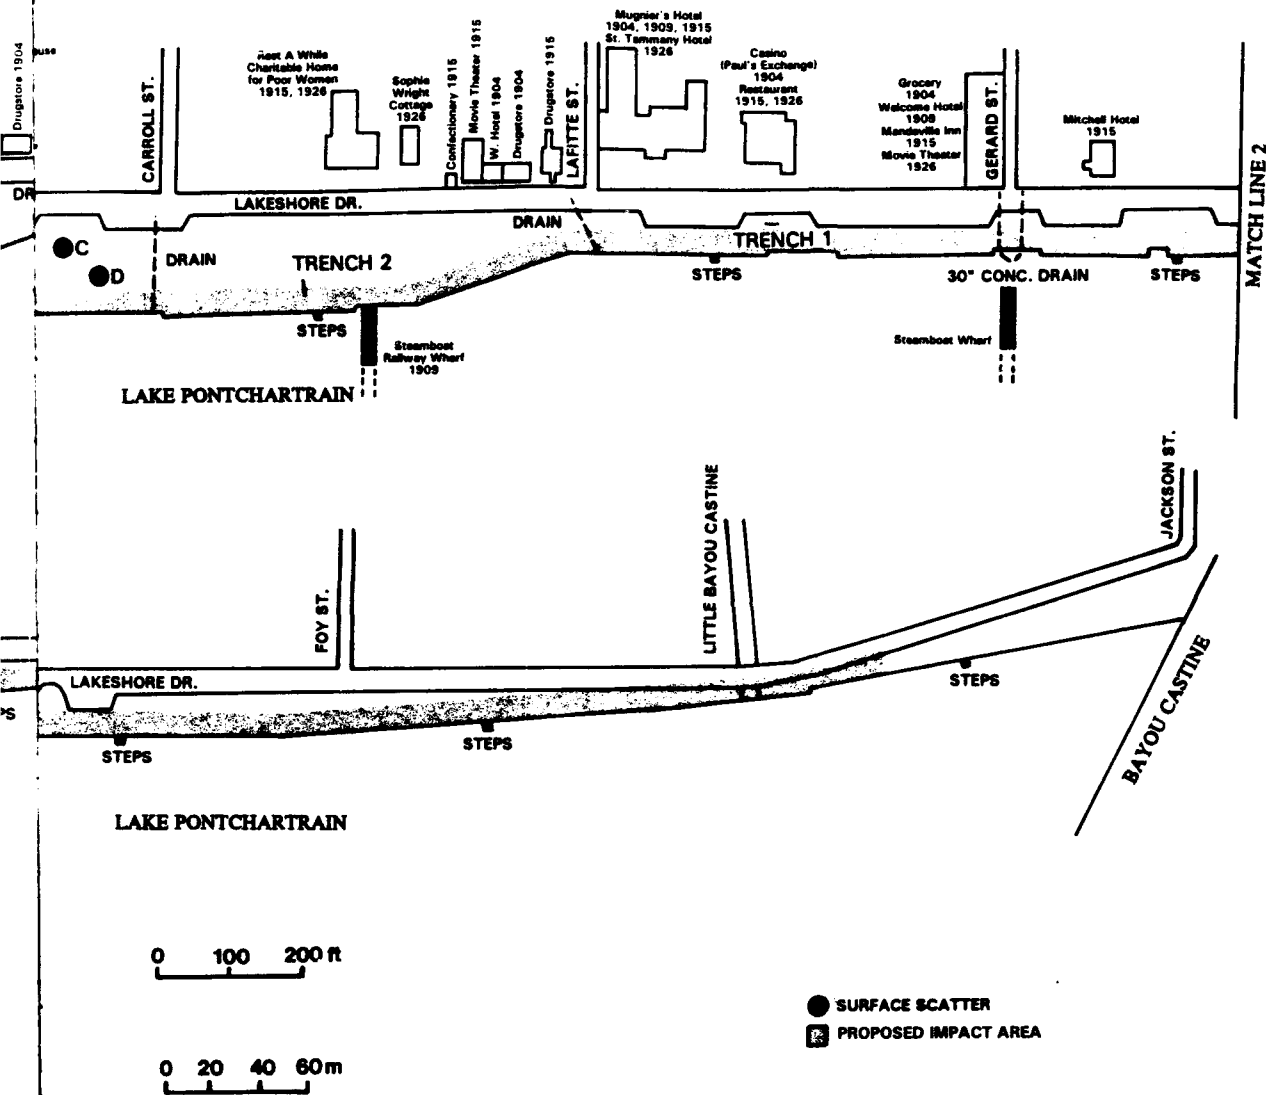 Mugnier's Hotel
1904, 1909, 1915
St. Tammany Hotel
1926
Drugstore 1904
ouse
CARROLL ST.
Rest A While
Charitable Home
for Poor Women
1915, 1926
Sophie
Wright
Cottage
1926
Confectionary 1915
Movie Theater 1915
W. Hotel 1904
Drugstore 1904
Drugstore 1915
LAFITTE ST.
Casino
(Paul's Exchange)
1904
Restaurant
1915, 1926
Grocery
1904
Welcome Hotel
1909
Mandeville Inn
1915
Movie Theater
1926
GERARD ST.
Mitchell Hotel
1915
MATCH LINE 2
DR
LAKESHORE DR.
DRAIN
C
D
DRAIN
TRENCH 2
TRENCH 1
STEPS
30" CONC. DRAIN
STEPS
STEPS
Steamboat
Railway Wharf
1909
Steamboat Wharf
LAKE PONTCHARTRAIN
FOY ST.
LITTLE BAYOU CASTINE
JACKSON ST.
LAKESHORE DR.
PS
STEPS
STEPS
STEPS
BAYOU CASTINE
LAKE PONTCHARTRAIN
0 100 200 ft
SURFACE SCATTER
PROPOSED IMPACT AREA
0 20 40 60 m